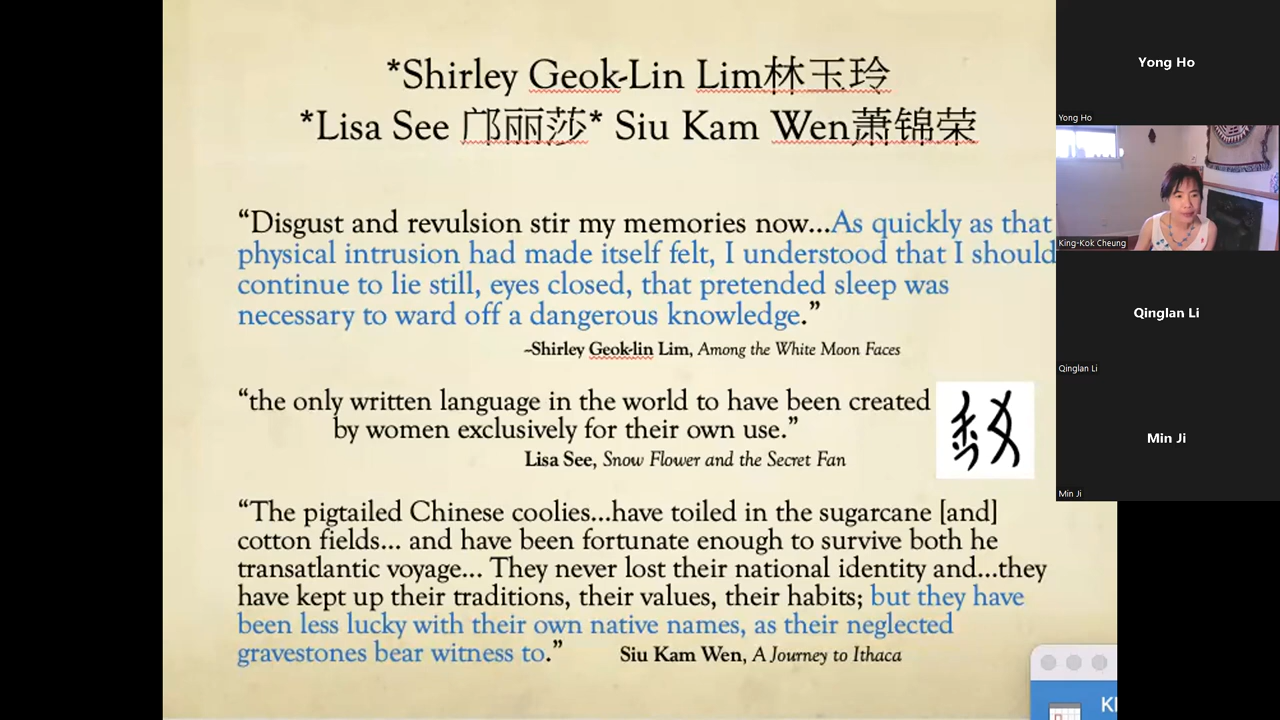 *Shirley Geok-Lin Lim林玉玲
*Lisa See 邝丽莎* Siu Kam Wen萧锦荣
“Disgust and revulsion stir my memories now...As quickly as that
physical intrusion had made itself felt, I understood that I should
continue to lie still, eyes closed, that pretended sleep was
necessary to ward off a dangerous knowledge.”
–Shirley Geok-lin Lim, Among the White Moon Faces
“the only written language in the world to have been created
by women exclusively for their own use.”
Lisa See, Snow Flower and the Secret Fan
“The pigtailed Chinese coolies...have toiled in the sugarcane [and]
cotton fields... and have been fortunate enough to survive both he
transatlantic voyage... They never lost their national identity and...they
have kept up their traditions, their values, their habits; but they have
been less lucky with their own native names, as their neglected
gravestones bear witness to.” Siu Kam Wen, A Journey to Ithaca
Yong Ho
Yong Ho
King-Kok Cheung
Qinglan Li
Qinglan Li
Min Ji
Min Ji